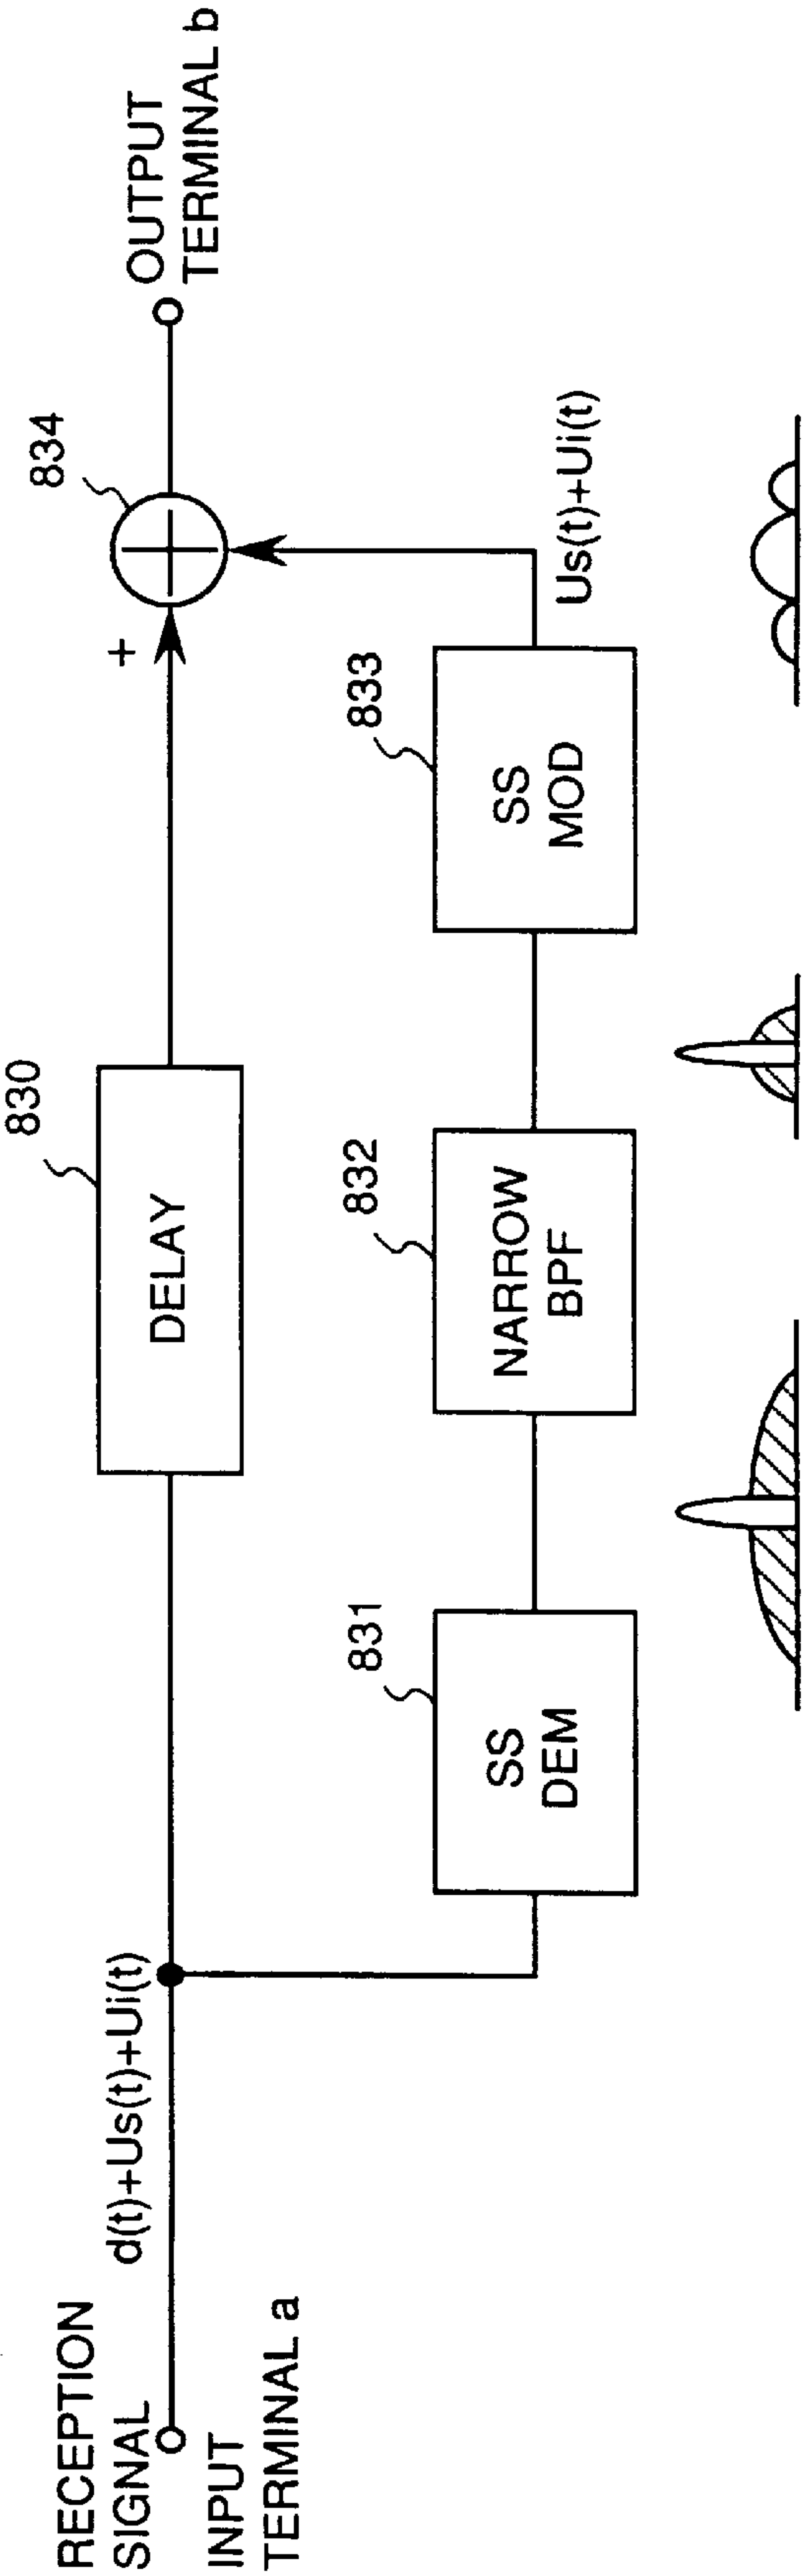 RECEPTION
SIGNAL
INPUT
TERMINAL a
d(t)+Us(t)+Ui(t)
830
DELAY
+
834
OUTPUT
TERMINAL b
831
SS
DEM
832
NARROW
BPF
833
SS
MOD
Us(t)+Ui(t)